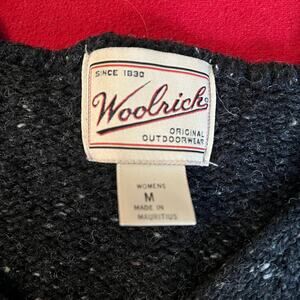 SINCE 1830
Woolrich
ORIGINAL
OUTDOORWEAR
WOMENS
M
MADE IN
MAURITIUS